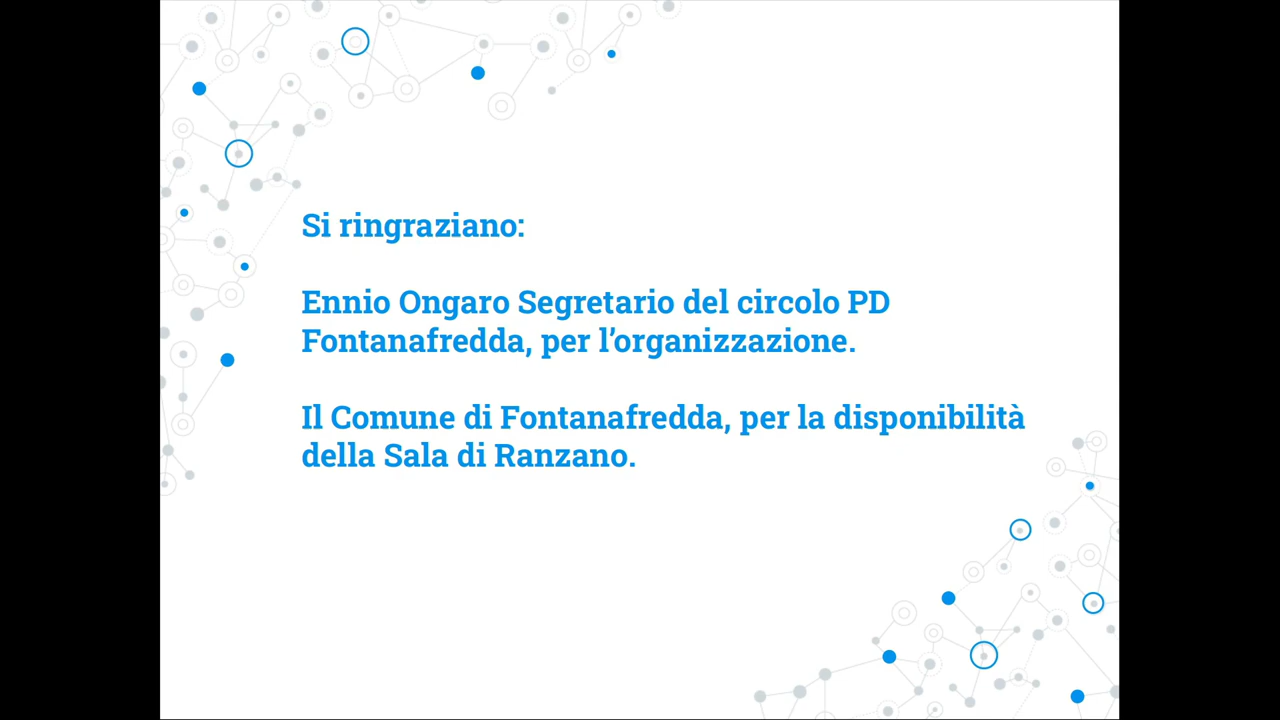 Si ringraziano:
Ennio Ongaro Segretario del circolo PD
Fontanafredda, per l’organizzazione.
Il Comune di Fontanafredda, per la disponibilità
della Sala di Ranzano.